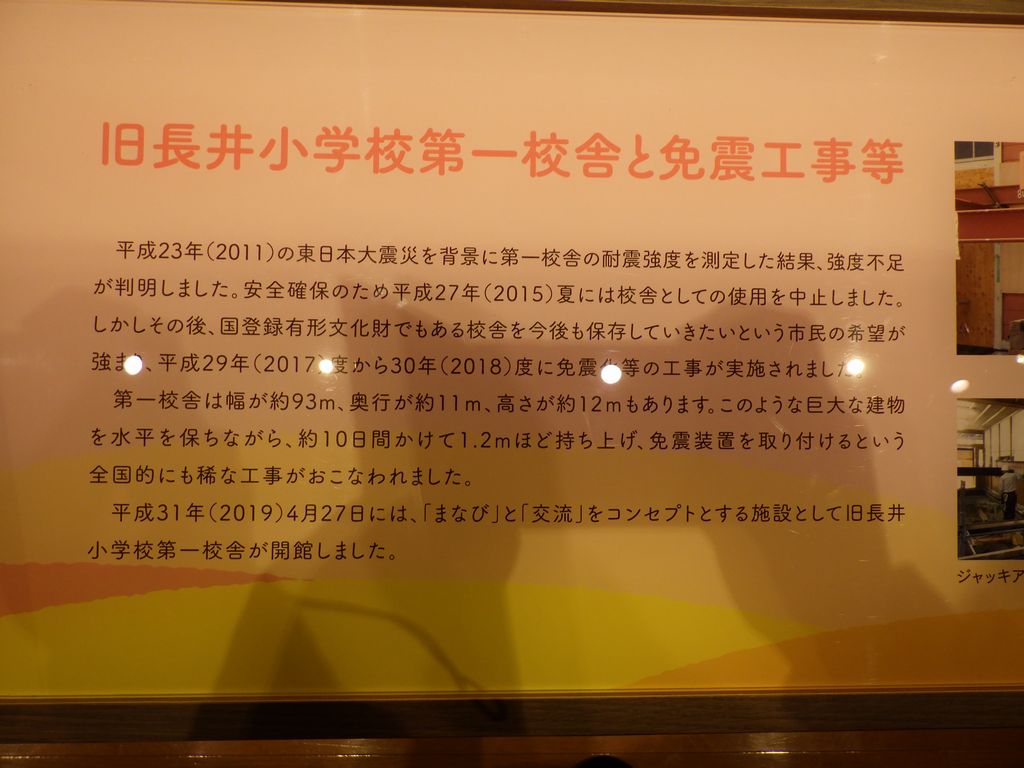 旧長井小学校第一校舎と免震工事等
平成23年(2011)の東日本大震災を背景に第一校舎の耐震強度を測定した結果、強度不足
が判明しました。安全確保のため平成27年(2015)夏には校舎としての使用を中止しました。
しかしその後、国登録有形文化財でもある校舎を今後も保存していきたいという市民の希望が
強まり、平成29年(2017)度から30年(2018)度に免震化等の工事が実施されました。
第一校舎は幅が約93m、奥行が約11m、高さが約12mもあります。このような巨大な建物
を水平を保ちながら、約10日間かけて1.2mほど持ち上げ、免震装置を取り付けるという
全国的にも稀な工事がおこなわれました。
平成31年(2019)4月27日には、「まなび」と「交流」をコンセプトとする施設として旧長井
小学校第一校舎が開館しました。
ジャッキア